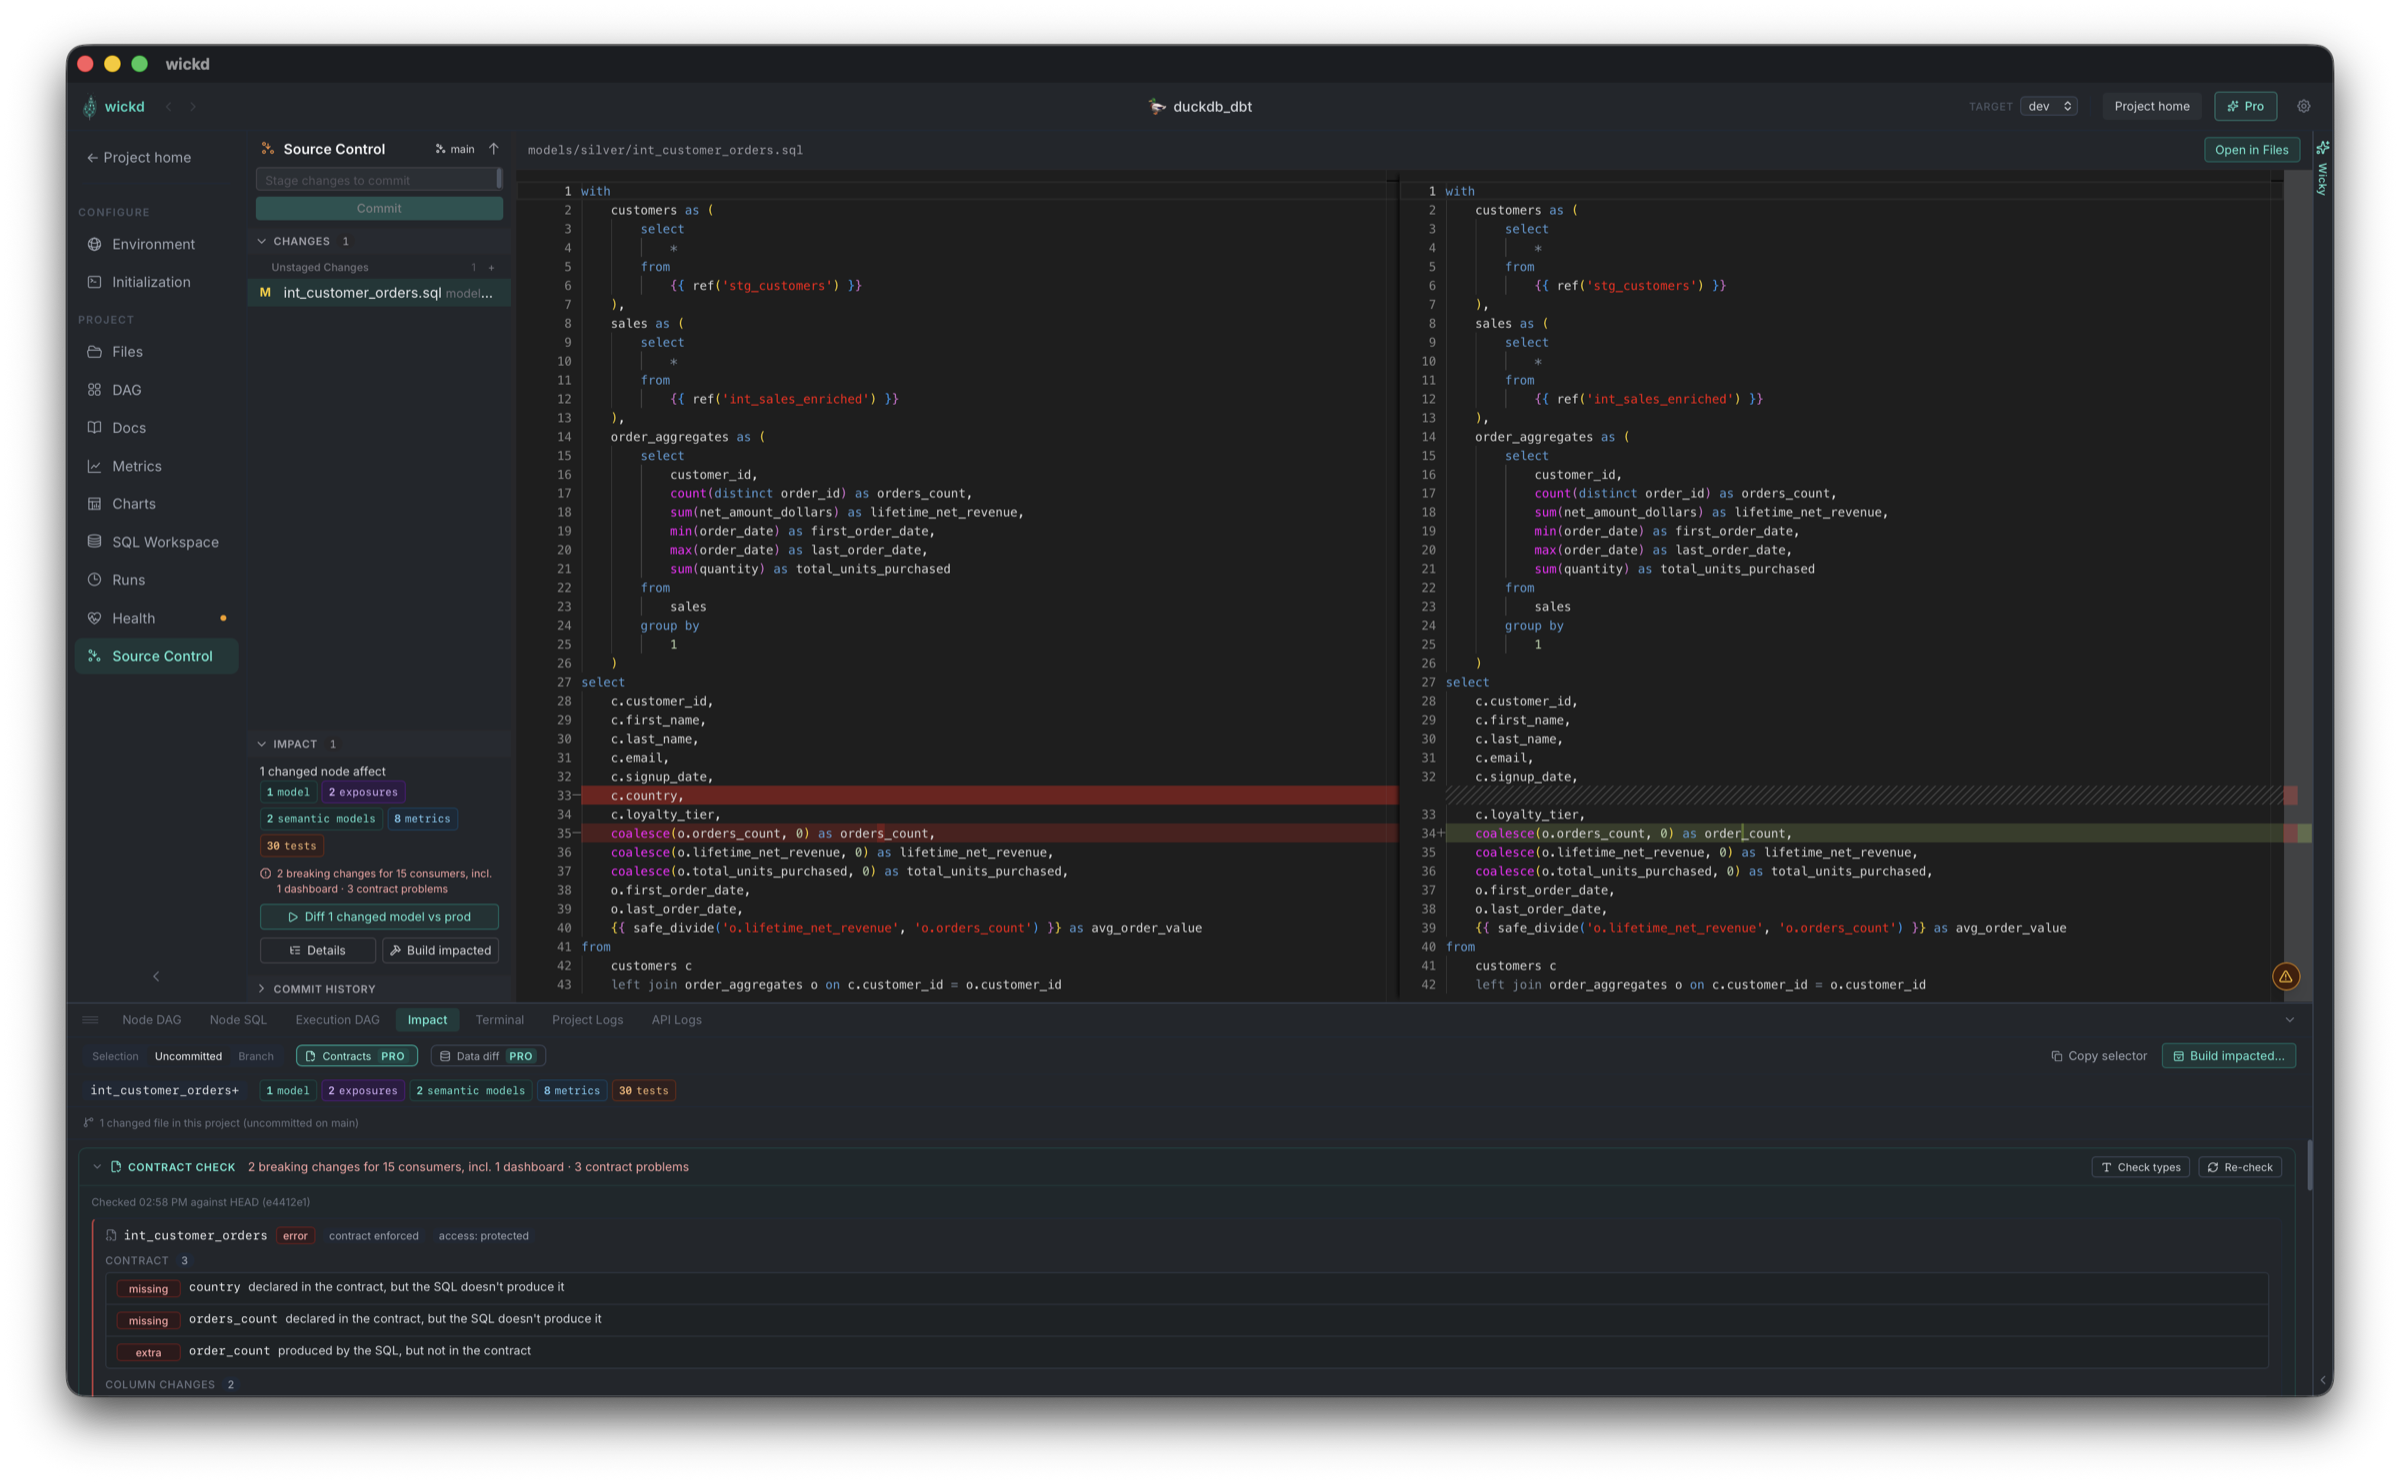 wickd
wickd
duckdb_dbt
TARGET dev Project home Pro
Project home
CONFIGURE
Environment
Initialization
PROJECT
Files
DAG
Docs
Metrics
Charts
SQL Workspace
Runs
Health
Source Control
Source Control main
Stage changes to commit
Commit
CHANGES 1
Unstaged Changes 1 +
M int_customer_orders.sql model...
IMPACT 1
1 changed node affect
1 model 2 exposures
2 semantic models 8 metrics
30 tests
2 breaking changes for 15 consumers, incl.
1 dashboard · 3 contract problems
Diff 1 changed model vs prod
Details Build impacted
COMMIT HISTORY
models/silver/int_customer_orders.sql Open in Files
Wicky
1 with
2 customers as (
3 select
4 *
5 from
6 {{ ref('stg_customers') }}
7 ),
8 sales as (
9 select
10 *
11 from
12 {{ ref('int_sales_enriched') }}
13 ),
14 order_aggregates as (
15 select
16 customer_id,
17 count(distinct order_id) as orders_count,
18 sum(net_amount_dollars) as lifetime_net_revenue,
19 min(order_date) as first_order_date,
20 max(order_date) as last_order_date,
21 sum(quantity) as total_units_purchased
22 from
23 sales
24 group by
25 1
26 )
27 select
28 c.customer_id,
29 c.first_name,
30 c.last_name,
31 c.email,
32 c.signup_date,
33− c.country,
34 c.loyalty_tier,
35− coalesce(o.orders_count, 0) as orders_count,
36 coalesce(o.lifetime_net_revenue, 0) as lifetime_net_revenue,
37 coalesce(o.total_units_purchased, 0) as total_units_purchased,
38 o.first_order_date,
39 o.last_order_date,
40 {{ safe_divide('o.lifetime_net_revenue', 'o.orders_count') }} as avg_order_value
41 from
42 customers c
43 left join order_aggregates o on c.customer_id = o.customer_id
1 with
2 customers as (
3 select
4 *
5 from
6 {{ ref('stg_customers') }}
7 ),
8 sales as (
9 select
10 *
11 from
12 {{ ref('int_sales_enriched') }}
13 ),
14 order_aggregates as (
15 select
16 customer_id,
17 count(distinct order_id) as orders_count,
18 sum(net_amount_dollars) as lifetime_net_revenue,
19 min(order_date) as first_order_date,
20 max(order_date) as last_order_date,
21 sum(quantity) as total_units_purchased
22 from
23 sales
24 group by
25 1
26 )
27 select
28 c.customer_id,
29 c.first_name,
30 c.last_name,
31 c.email,
32 c.signup_date,
33 c.loyalty_tier,
34+ coalesce(o.orders_count, 0) as order_count,
35 coalesce(o.lifetime_net_revenue, 0) as lifetime_net_revenue,
36 coalesce(o.total_units_purchased, 0) as total_units_purchased,
37 o.first_order_date,
38 o.last_order_date,
39 {{ safe_divide('o.lifetime_net_revenue', 'o.orders_count') }} as avg_order_value
40 from
41 customers c
42 left join order_aggregates o on c.customer_id = o.customer_id
Node DAG Node SQL Execution DAG Impact Terminal Project Logs API Logs
Selection Uncommitted Branch Contracts PRO Data diff PRO Copy selector Build impacted...
int_customer_orders+ 1 model 2 exposures 2 semantic models 8 metrics 30 tests
1 changed file in this project (uncommitted on main)
CONTRACT CHECK 2 breaking changes for 15 consumers, incl. 1 dashboard · 3 contract problems Check types Re-check
Checked 02:58 PM against HEAD (e4412e1)
int_customer_orders error contract enforced access: protected
CONTRACT 3
missing country declared in the contract, but the SQL doesn't produce it
missing orders_count declared in the contract, but the SQL doesn't produce it
extra order_count produced by the SQL, but not in the contract
COLUMN CHANGES 2